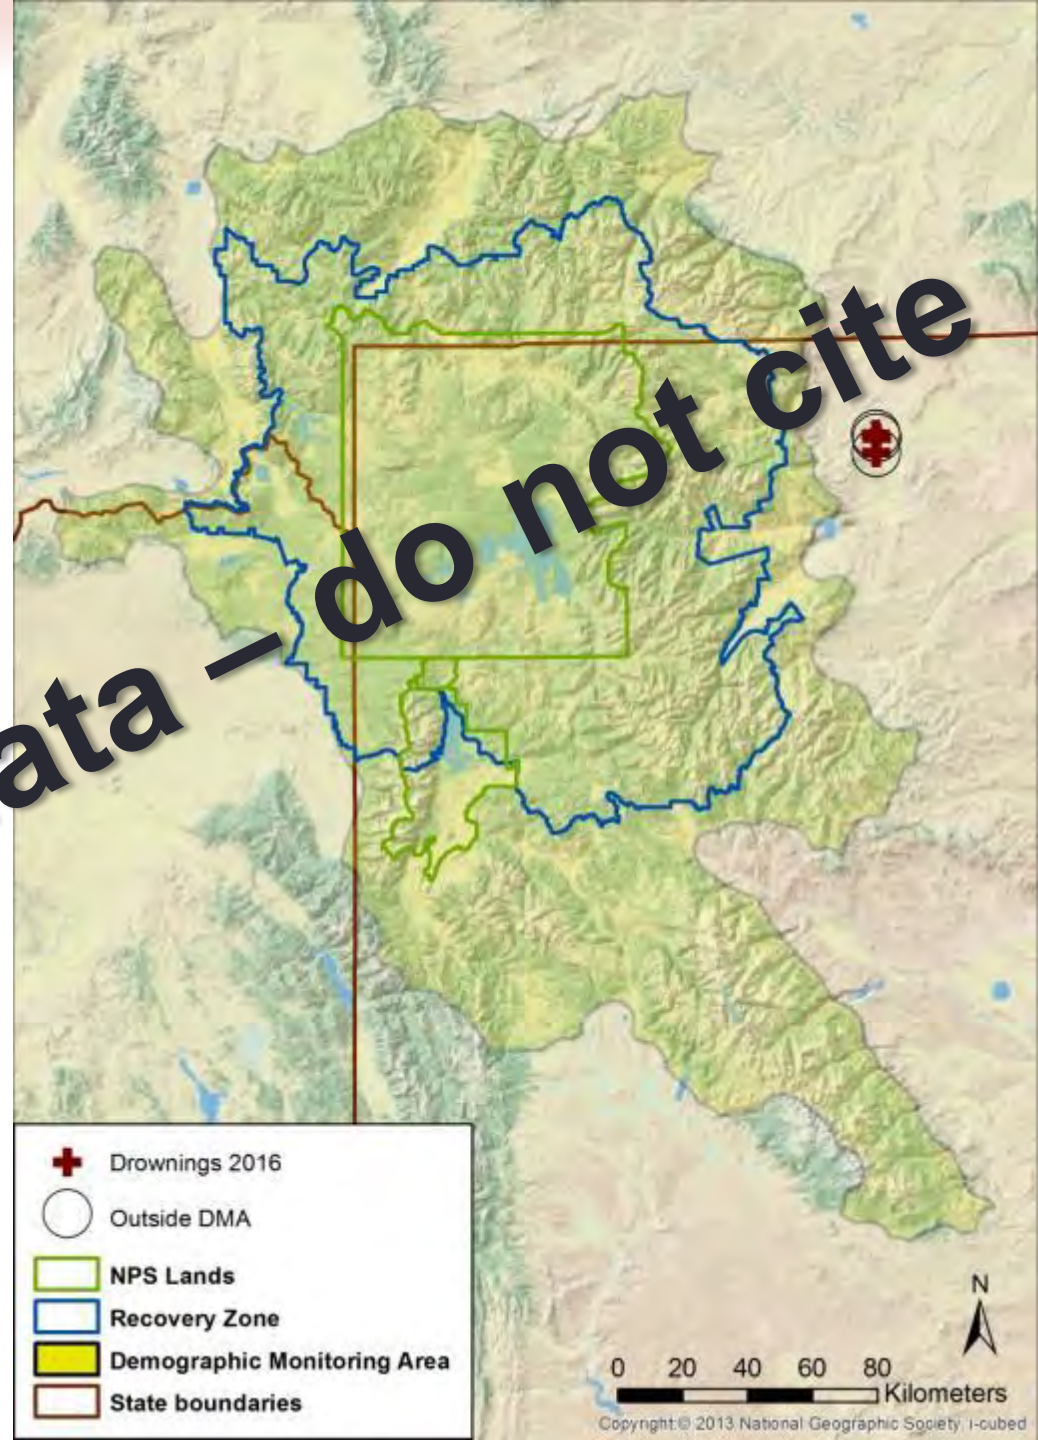 ata – do not cite
Drownings 2016
Outside DMA
NPS Lands
Recovery Zone
Demographic Monitoring Area
State boundaries
N
0 20 40 60 80
Kilometers
Copyright:© 2013 National Geographic Society, i-cubed